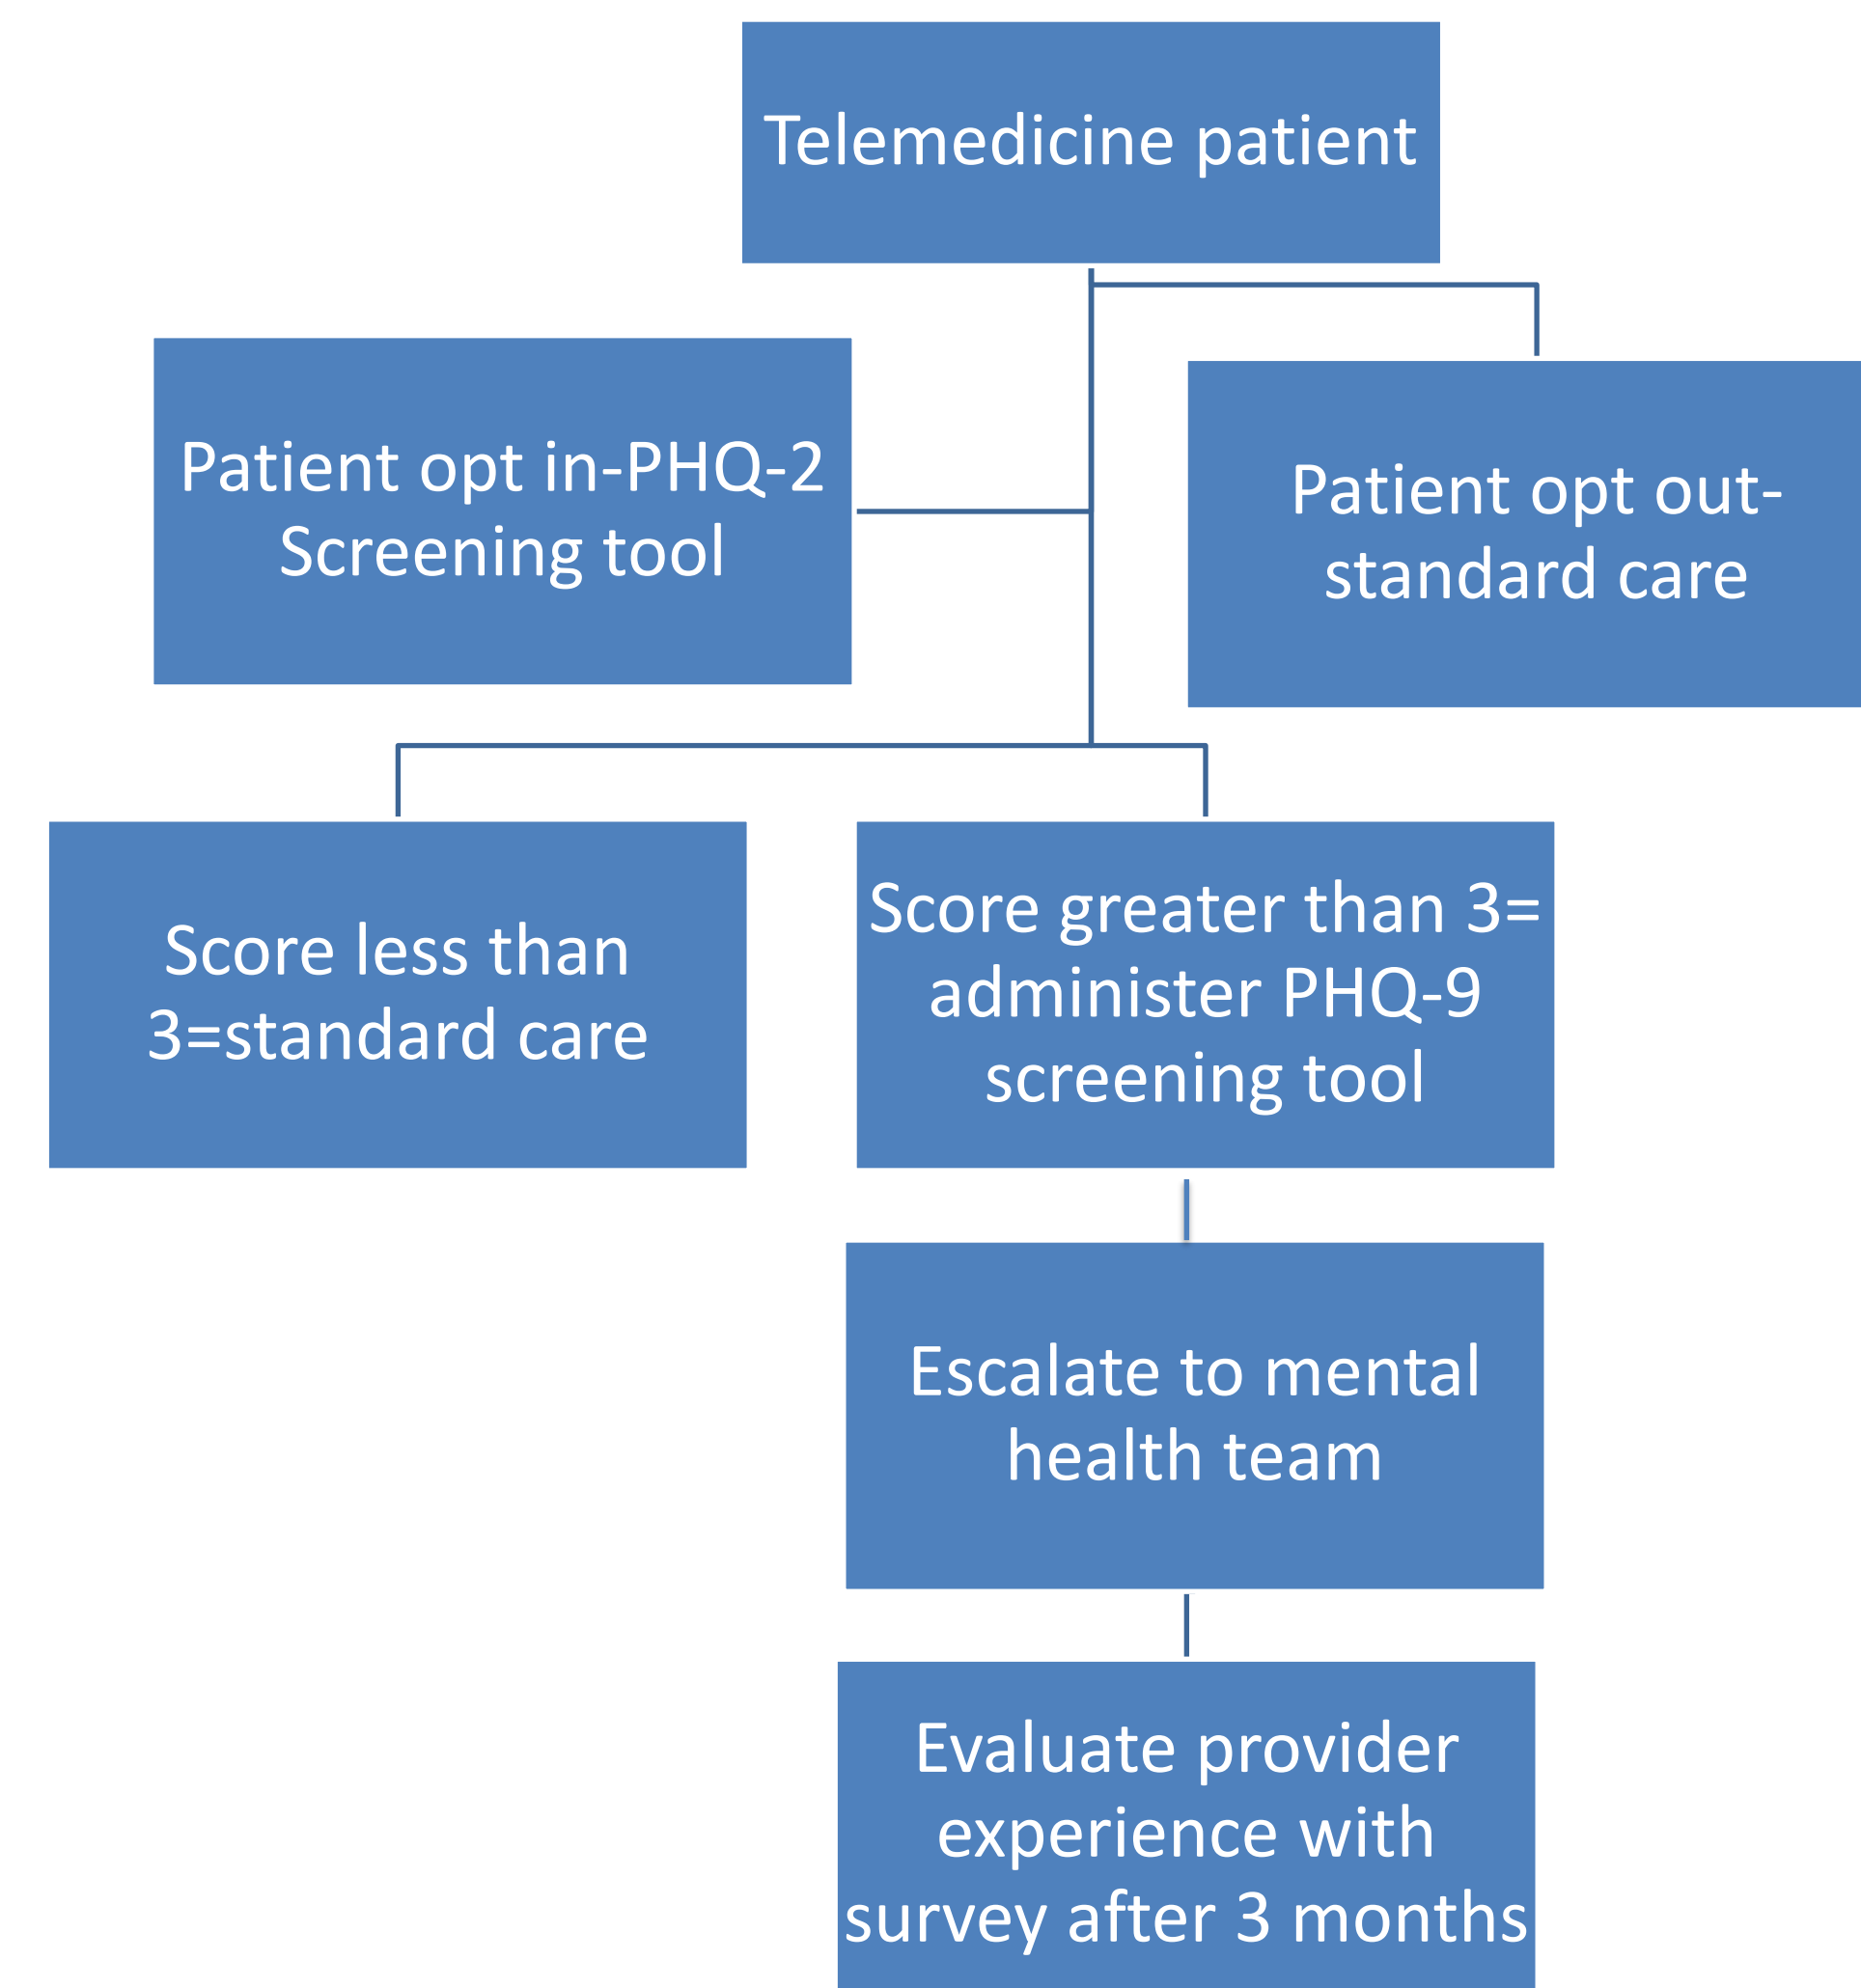 Telemedicine patient
Patient opt in-PHQ-2
Screening tool
Patient opt out-
standard care
Score less than
3=standard care
Score greater than 3=
administer PHQ-9
screening tool
Escalate to mental
health team
Evaluate provider
experience with
survey after 3 months